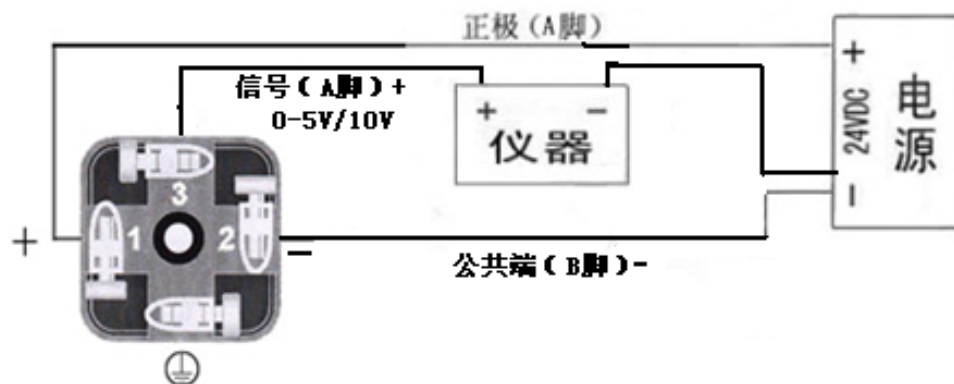 正极(A脚)
信号(A脚)+
0-5V/10V
+ -
仪器
+
24VDC
-
电源
3
1 2
+
-
公共端(B脚)-